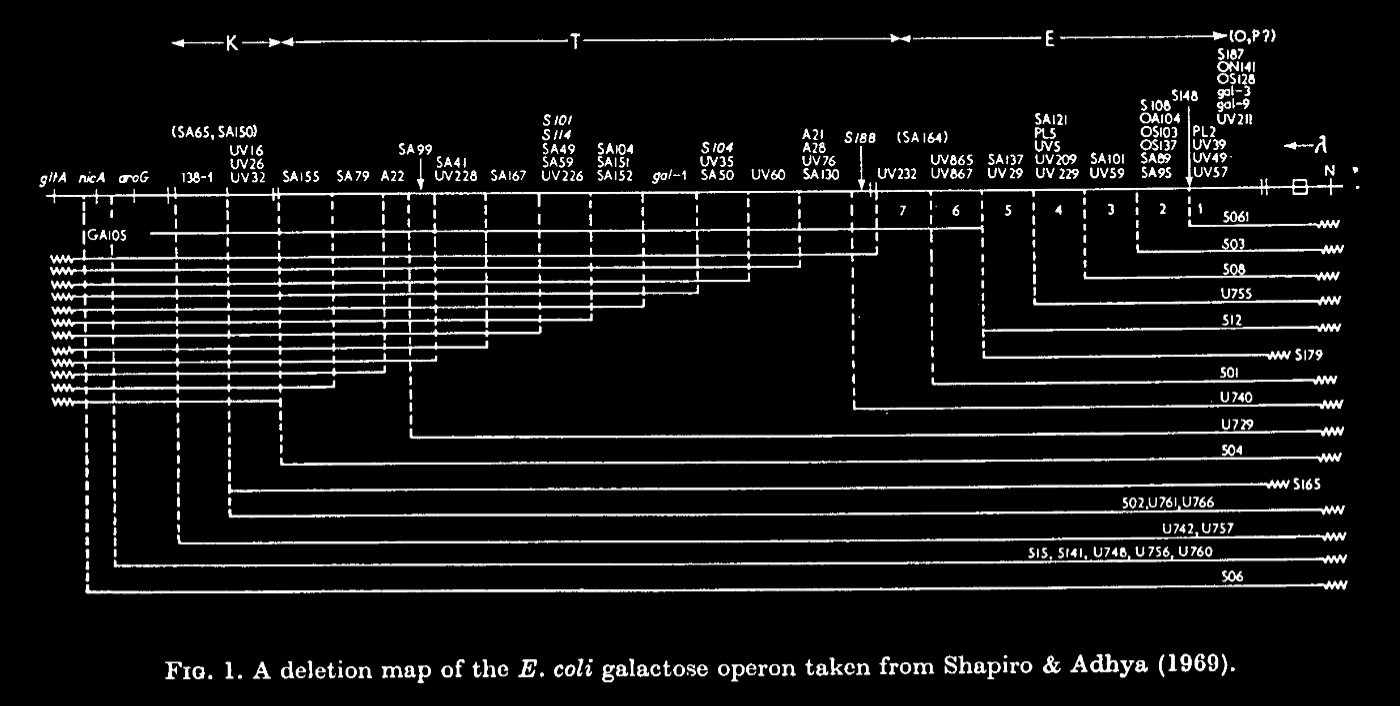 K T E (O,P?)
S187
ON141
OS128
S148 gal-3
S108 gal-9
S101 SA121 OA104 UV211
(SA65, SA150) S114 A21 S188 (SA164) PL5 OS103 PL2
UV16 SA99 SA49 SA104 S104 A28 UV5 OS137 UV39 λ
UV26 SA41 SA59 SA151 UV35 UV76 UV865 SA137 UV209 SA101 SA89 UV49
gltA nicA aroG 138-1 UV32 SA155 SA79 A22 UV228 SA167 UV226 SA152 gal-1 SA50 UV60 SA130 UV232 UV867 UV29 UV229 UV59 SA95 UV57 N
7 6 5 4 3 2 1
S061
GA105
S03
S08
U755
S12
S179
S01
U740
U729
S04
S165
S02,U761,U766
U742, U757
S15, S141, U748, U756, U760
S06
FIG. 1. A deletion map of the E. coli galactose operon taken from Shapiro & Adhya (1969).